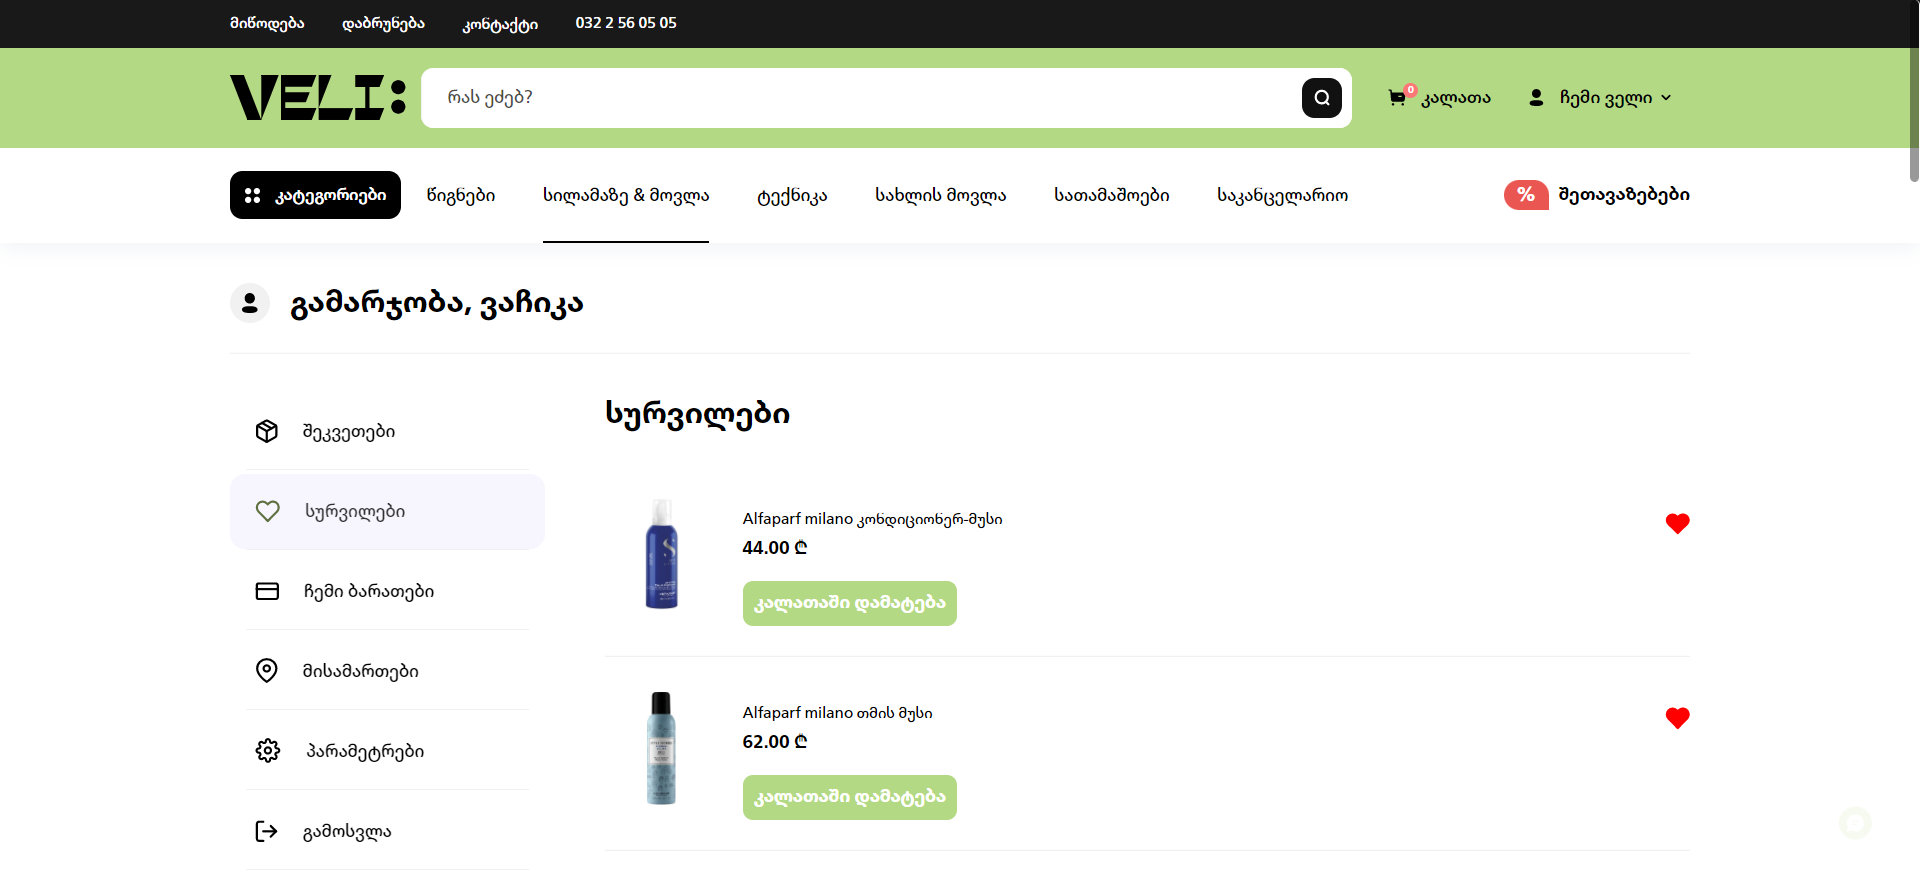 მიწოდება დაბრუნება კონტაქტი 032 2 56 05 05
VELI:
რას ეძებ?
0 კალათა
ჩემი ველი
კატეგორიები წიგნები სილამაზე & მოვლა ტექნიკა სახლის მოვლა სათამაშოები საკანცელარიო % შეთავაზებები
გამარჯობა, ვაჩიკა
შეკვეთები
სურვილები
ჩემი ბარათები
მისამართები
პარამეტრები
გამოსვლა
სურვილები
Alfaparf milano კონდიციონერ-მუსი
44.00 ₾
კალათაში დამატება
Alfaparf milano თმის მუსი
62.00 ₾
კალათაში დამატება